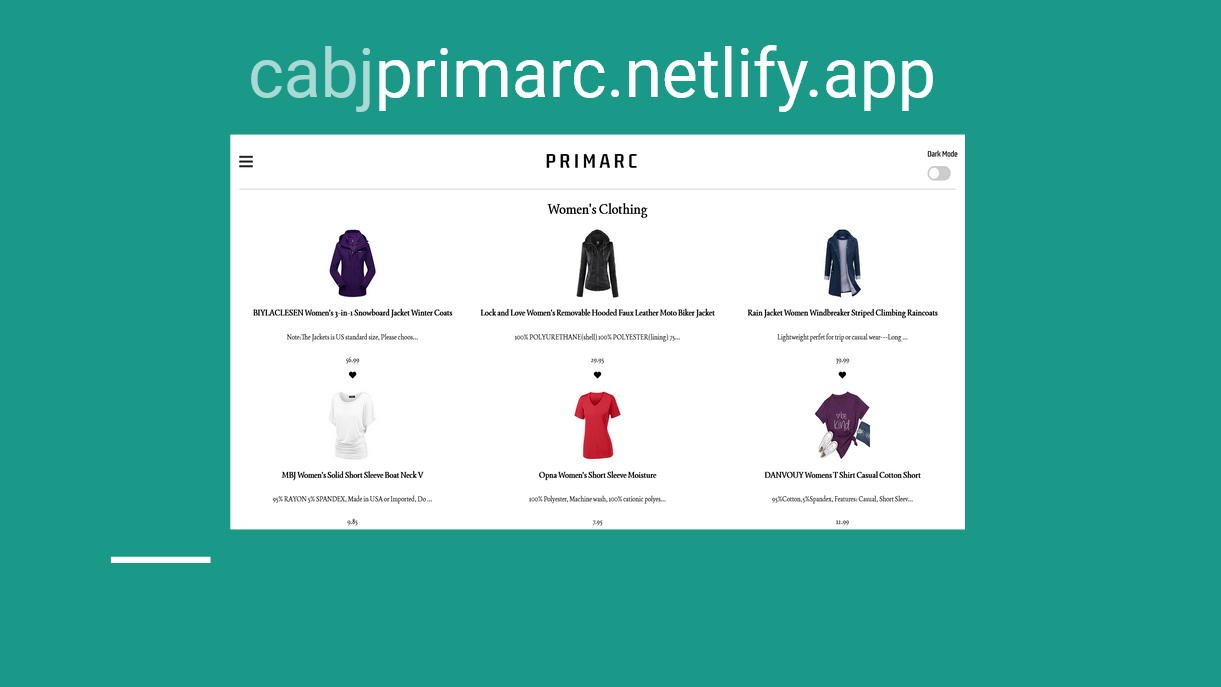 cabjprimarc.netlify.app
PRIMARC
Dark Mode
Women's Clothing
BIYLACLESEN Women's 3-in-1 Snowboard Jacket Winter Coats
Note:The Jackets is US standard size, Please choos...
56.99
Lock and Love Women's Removable Hooded Faux Leather Moto Biker Jacket
100% POLYURETHANE(shell) 100% POLYESTER(lining) 75...
29.95
Rain Jacket Women Windbreaker Striped Climbing Raincoats
Lightweight perfet for trip or casual wear---Long ...
39.99
MBJ Women's Solid Short Sleeve Boat Neck V
95% RAYON 5% SPANDEX, Made in USA or Imported, Do ...
9.85
Opna Women's Short Sleeve Moisture
100% Polyester, Machine wash, 100% cationic polyes...
7.95
be
kind
DANVOUY Womens T Shirt Casual Cotton Short
95%Cotton,5%Spandex, Features: Casual, Short Sleev...
12.99